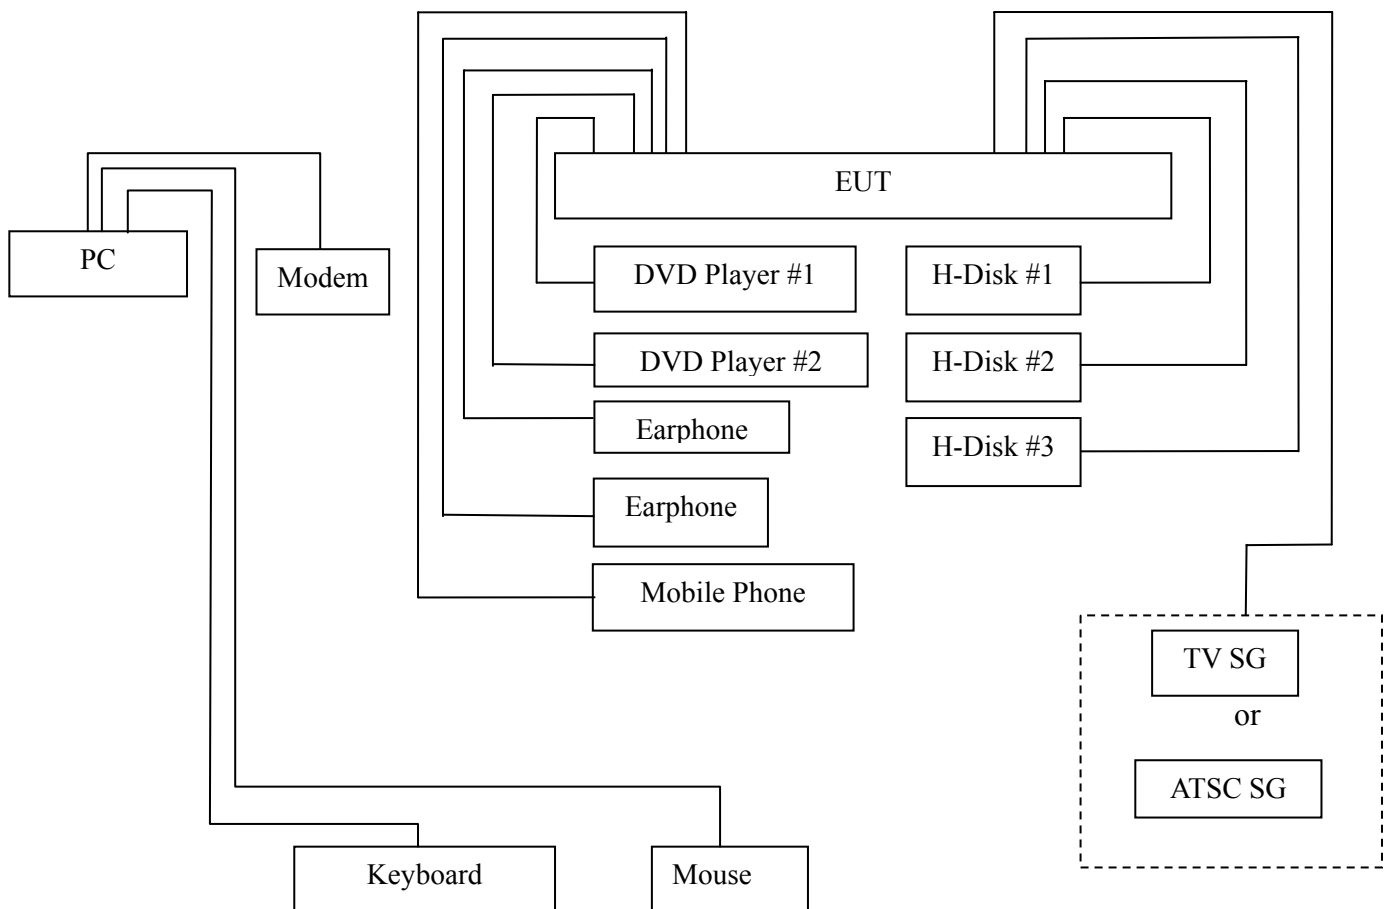 EUT
PC
Modem
DVD Player #1
H-Disk #1
DVD Player #2
H-Disk #2
Earphone
H-Disk #3
Earphone
Mobile Phone
TV SG
or
ATSC SG
Keyboard
Mouse